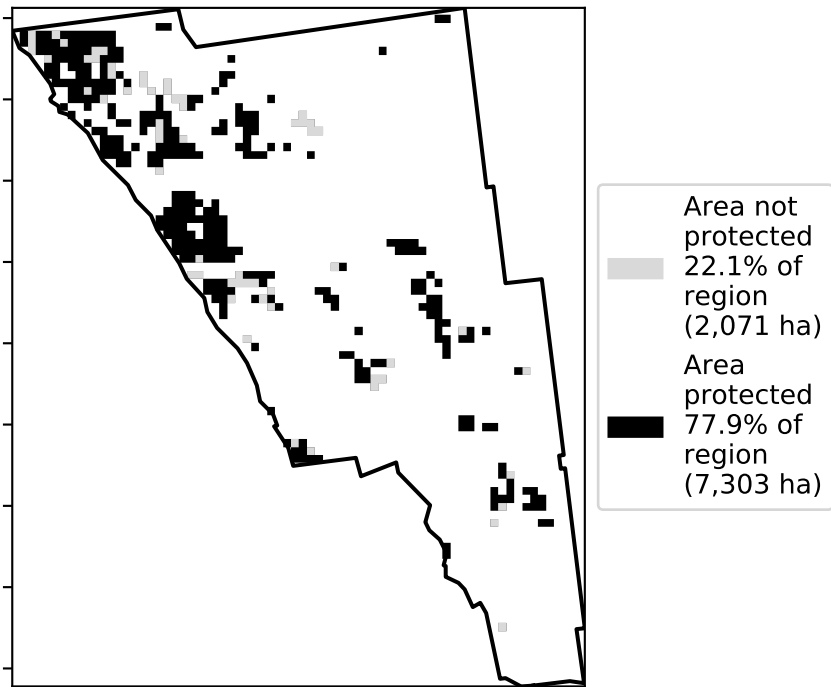 Area not
protected
22.1% of
region
(2,071 ha)
Area
protected
77.9% of
region
(7,303 ha)